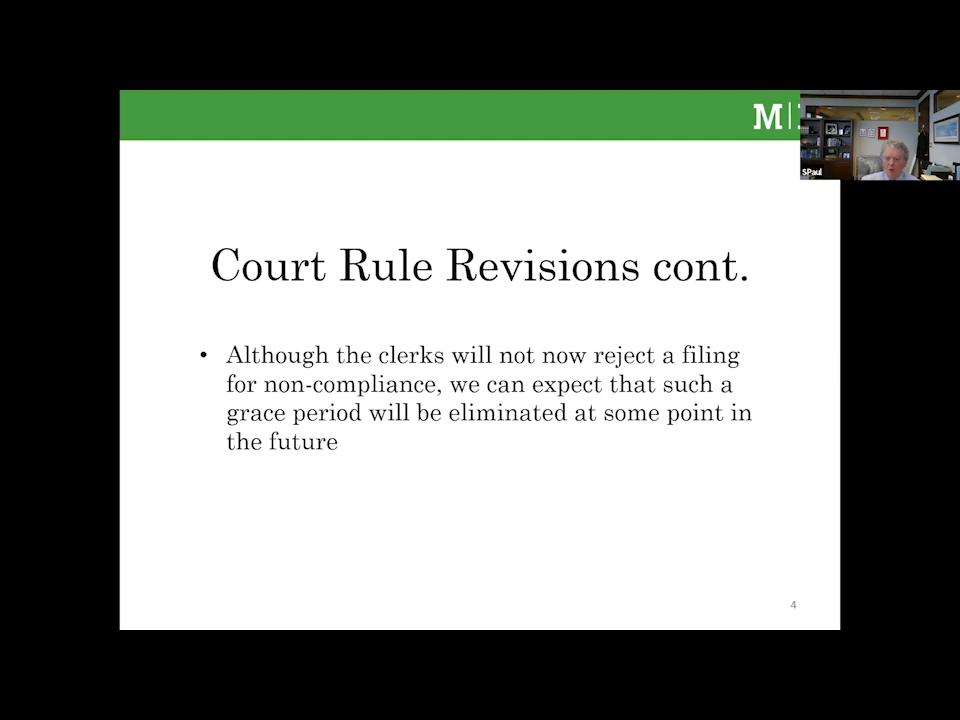 M
SPaul
Court Rule Revisions cont.
• Although the clerks will not now reject a filing
for non-compliance, we can expect that such a
grace period will be eliminated at some point in
the future
4